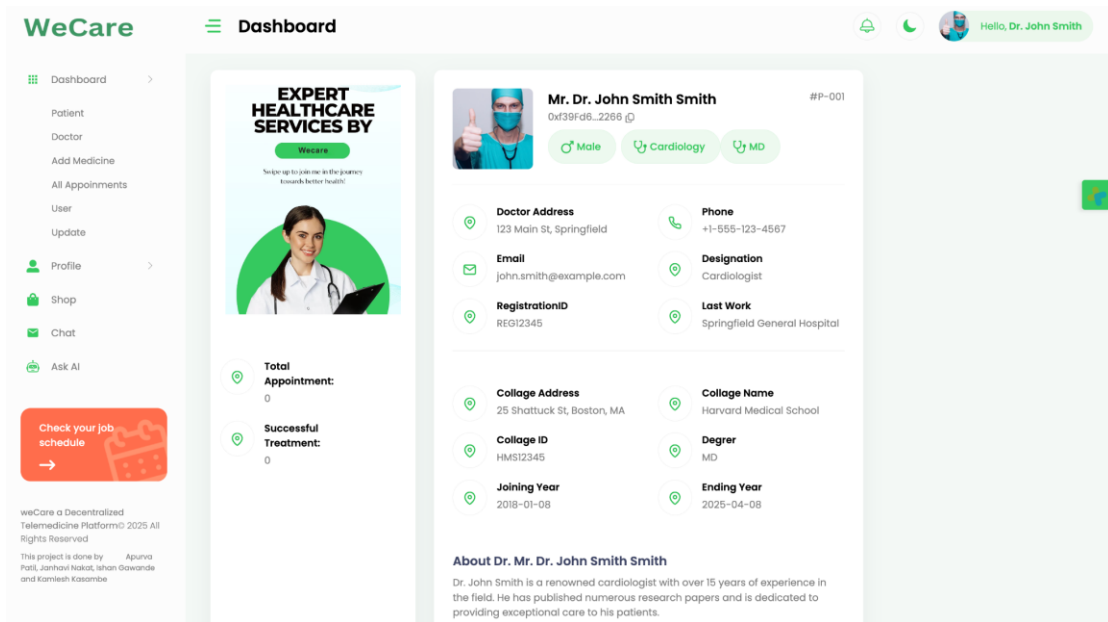 WeCare
Dashboard
Hello, Dr. John Smith
Dashboard
Patient
Doctor
Add Medicine
All Appoinments
User
Update
Profile
Shop
Chat
Ask AI
Check your job
schedule
weCare a Decentralized
Telemedicine Platform© 2025 All
Rights Reserved
This project is done by Apurva
Patil, Janhavi Nakat, Ishan Gawande
and Kamlesh Kasambe
EXPERT
HEALTHCARE
SERVICES BY
Wecare
Swipe up to join me in the journey
towards better health!
Total
Appointment:
0
Successful
Treatment:
0
Mr. Dr. John Smith Smith
#P-001
0xf39Fd6...2266
Male
Cardiology
MD
Doctor Address
123 Main St, Springfield
Phone
+1-555-123-4567
Email
john.smith@example.com
Designation
Cardiologist
RegistrationID
REG12345
Last Work
Springfield General Hospital
Collage Address
25 Shattuck St, Boston, MA
Collage Name
Harvard Medical School
Collage ID
HMS12345
Degrer
MD
Joining Year
2018-01-08
Ending Year
2025-04-08
About Dr. Mr. Dr. John Smith Smith
Dr. John Smith is a renowned cardiologist with over 15 years of experience in
the field. He has published numerous research papers and is dedicated to
providing exceptional care to his patients.